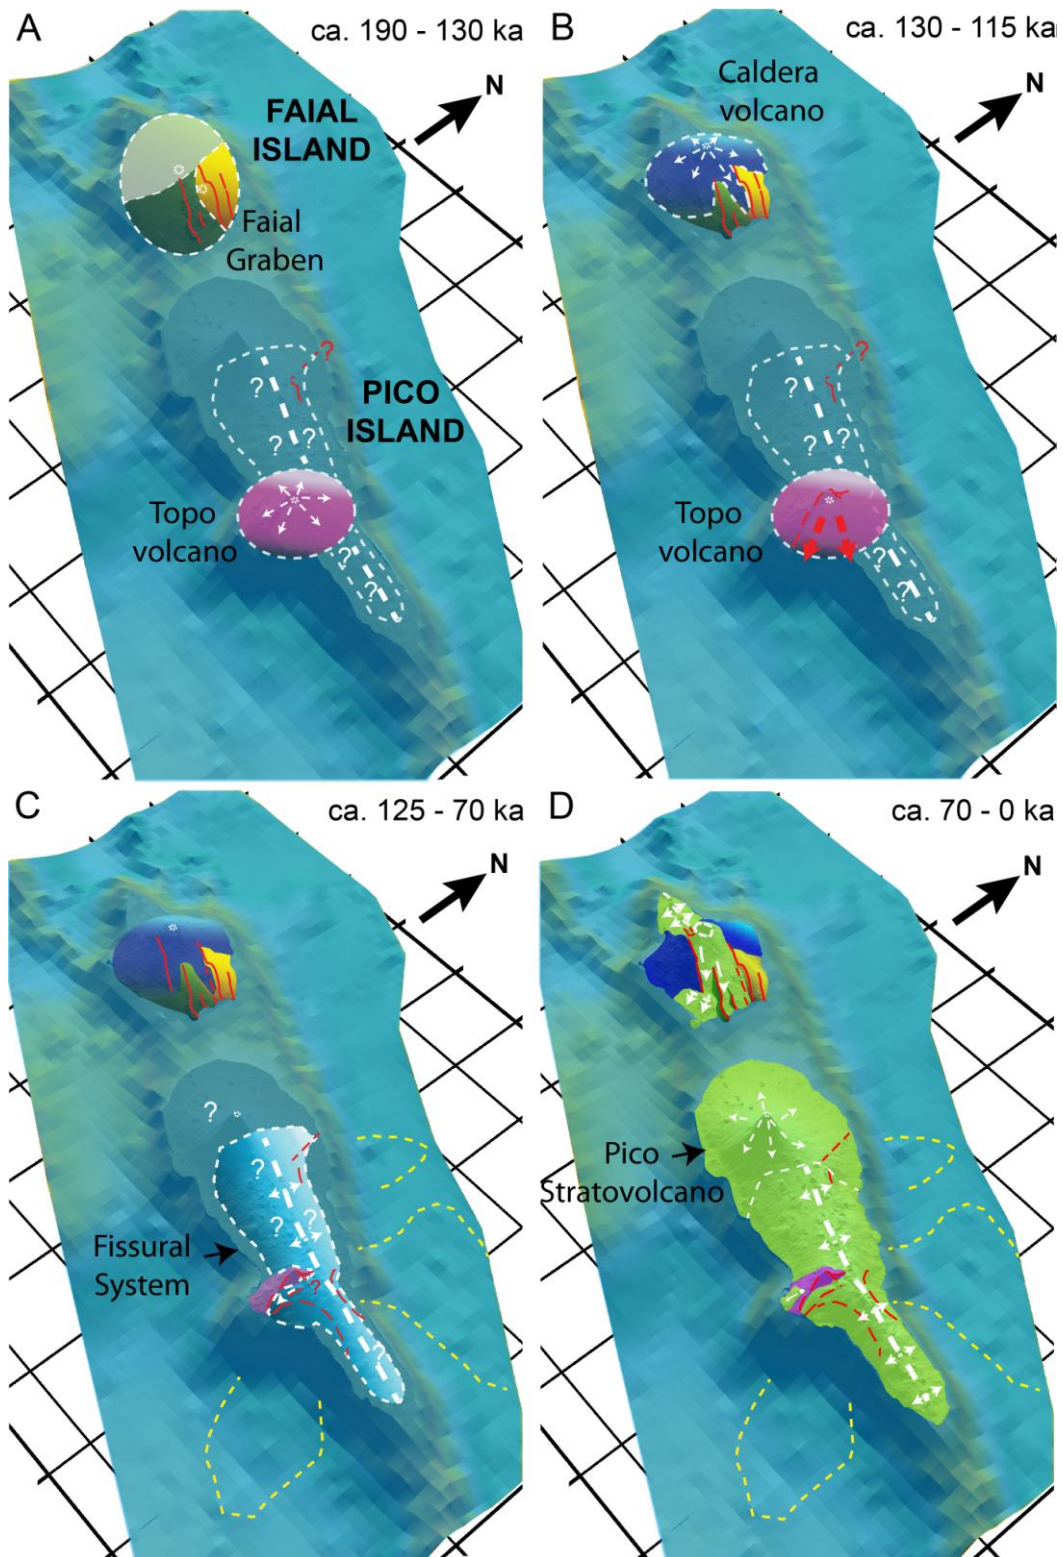 A
ca. 190 - 130 ka
N
FAIAL
ISLAND
Faial
Graben
?
?
PICO
ISLAND
?
?
Topo
volcano
?
?
B
ca. 130 - 115 ka
Caldera
volcano
N
?
?
?
?
Topo
volcano
?
?
C
ca. 125 - 70 ka
N
?
?
?
?
Fissural
System
?
?
D
ca. 70 - 0 ka
N
Pico
Stratovolcano